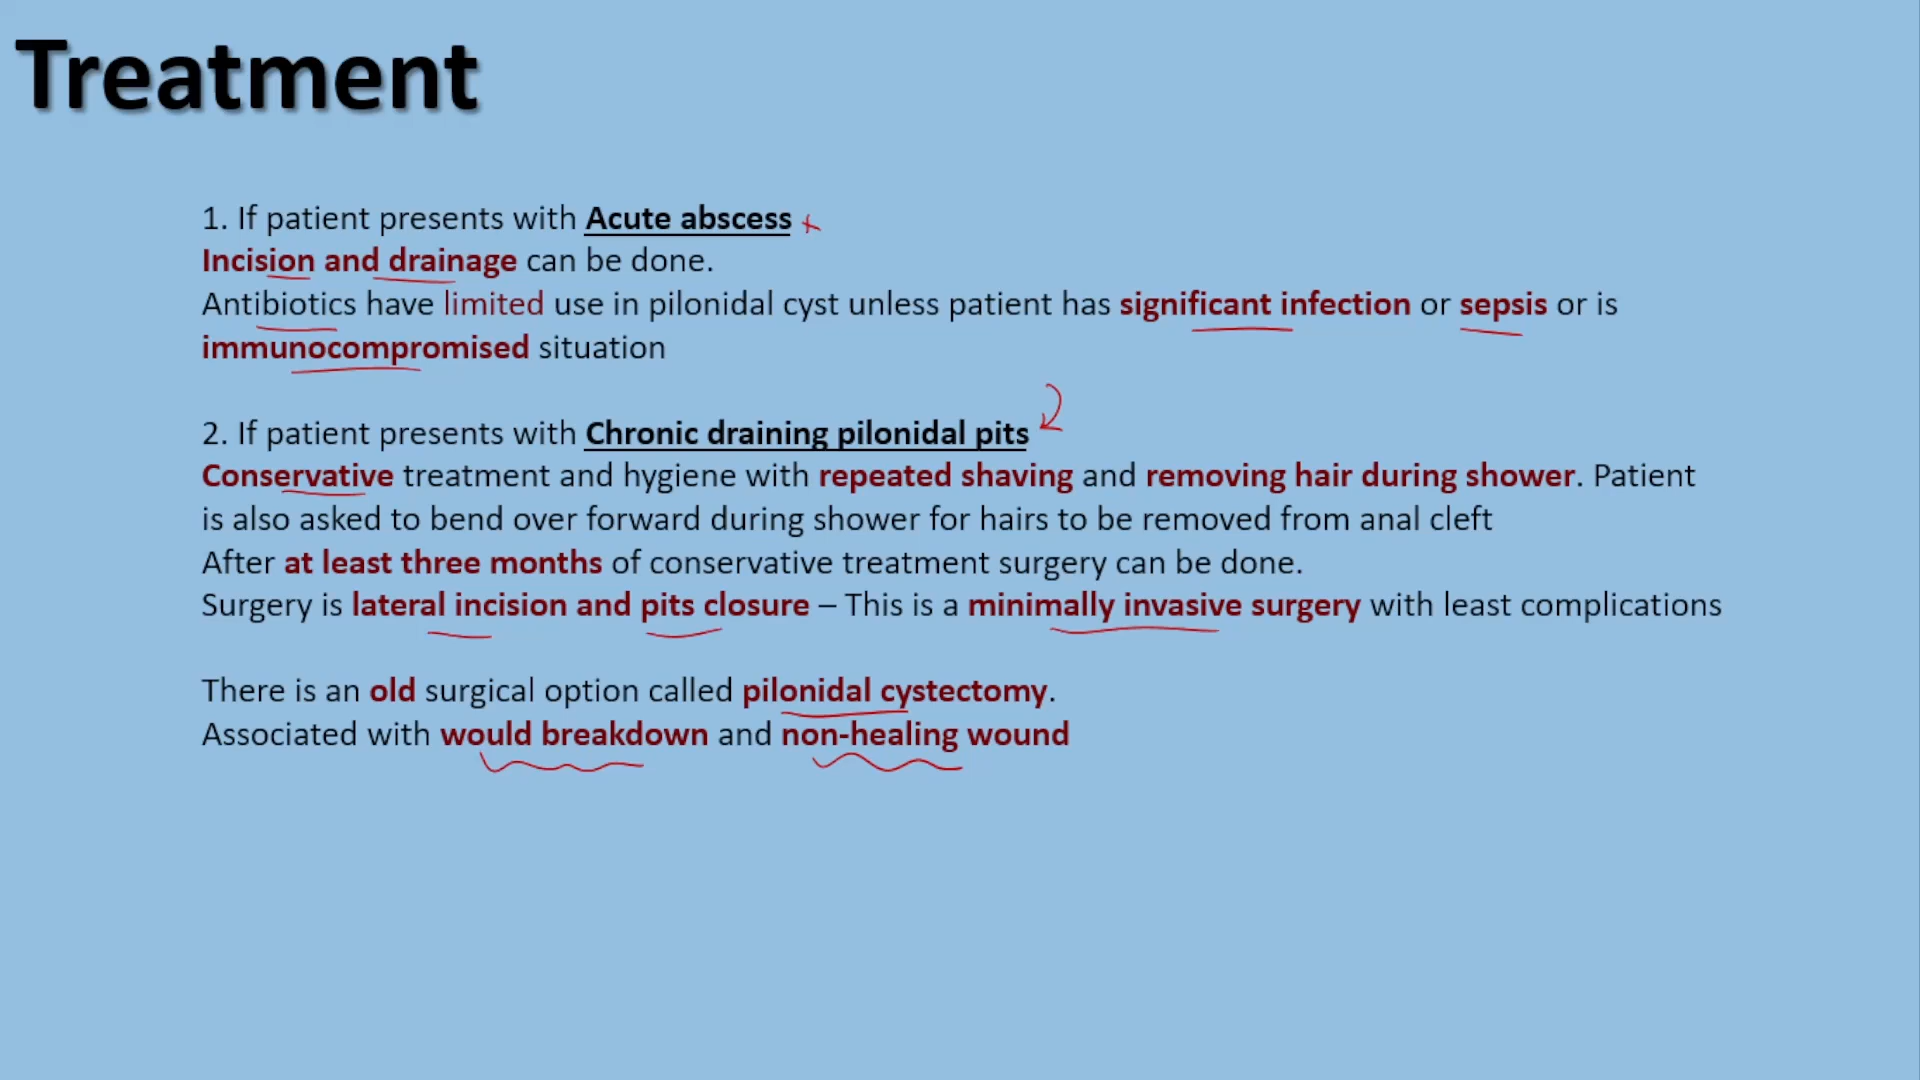 Treatment
1. If patient presents with Acute abscess
Incision and drainage can be done.
Antibiotics have limited use in pilonidal cyst unless patient has significant infection or sepsis or is
immunocompromised situation
2. If patient presents with Chronic draining pilonidal pits
Conservative treatment and hygiene with repeated shaving and removing hair during shower. Patient
is also asked to bend over forward during shower for hairs to be removed from anal cleft
After at least three months of conservative treatment surgery can be done.
Surgery is lateral incision and pits closure – This is a minimally invasive surgery with least complications
There is an old surgical option called pilonidal cystectomy.
Associated with would breakdown and non-healing wound